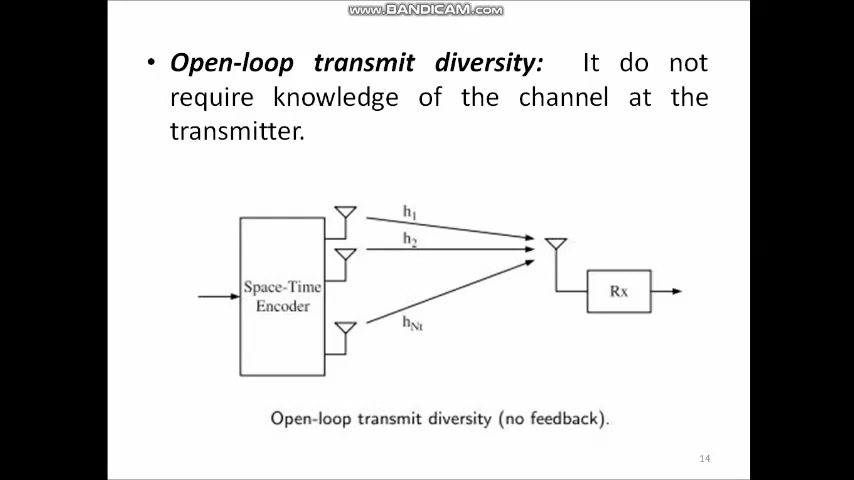 WWW.BANDICAM.COM
• Open-loop transmit diversity: It do not
require knowledge of the channel at the
transmitter.
h1
h2
Space-Time
Encoder
Rx
hNt
Open-loop transmit diversity (no feedback).
14